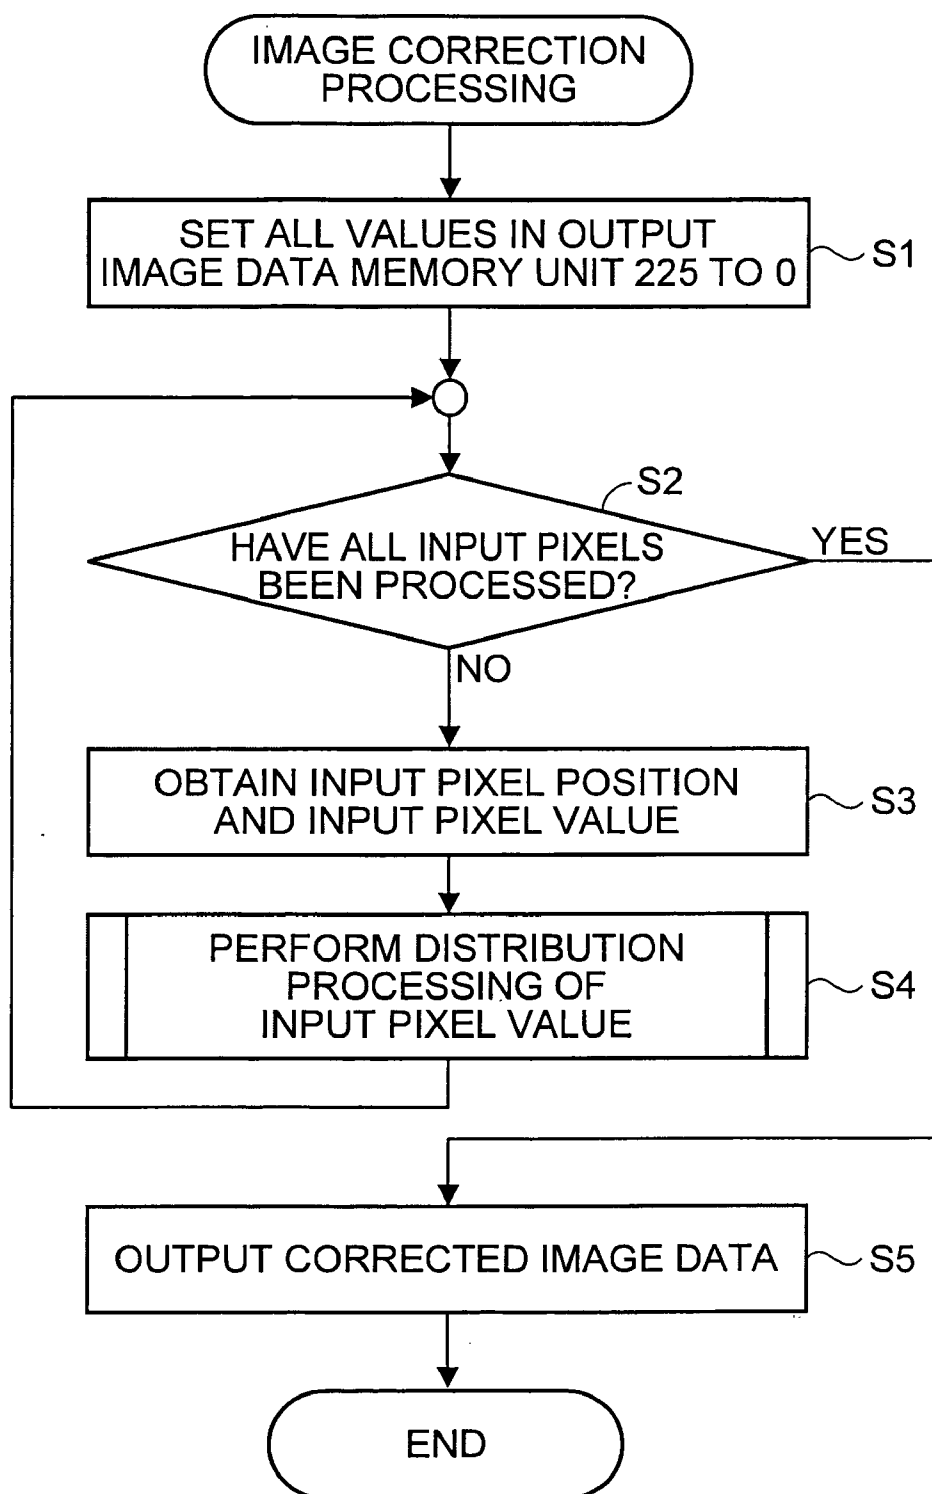 IMAGE CORRECTION
PROCESSING
SET ALL VALUES IN OUTPUT
IMAGE DATA MEMORY UNIT 225 TO 0
S1
S2
HAVE ALL INPUT PIXELS
BEEN PROCESSED?
YES
NO
OBTAIN INPUT PIXEL POSITION
AND INPUT PIXEL VALUE
S3
PERFORM DISTRIBUTION
PROCESSING OF
INPUT PIXEL VALUE
S4
OUTPUT CORRECTED IMAGE DATA
S5
END